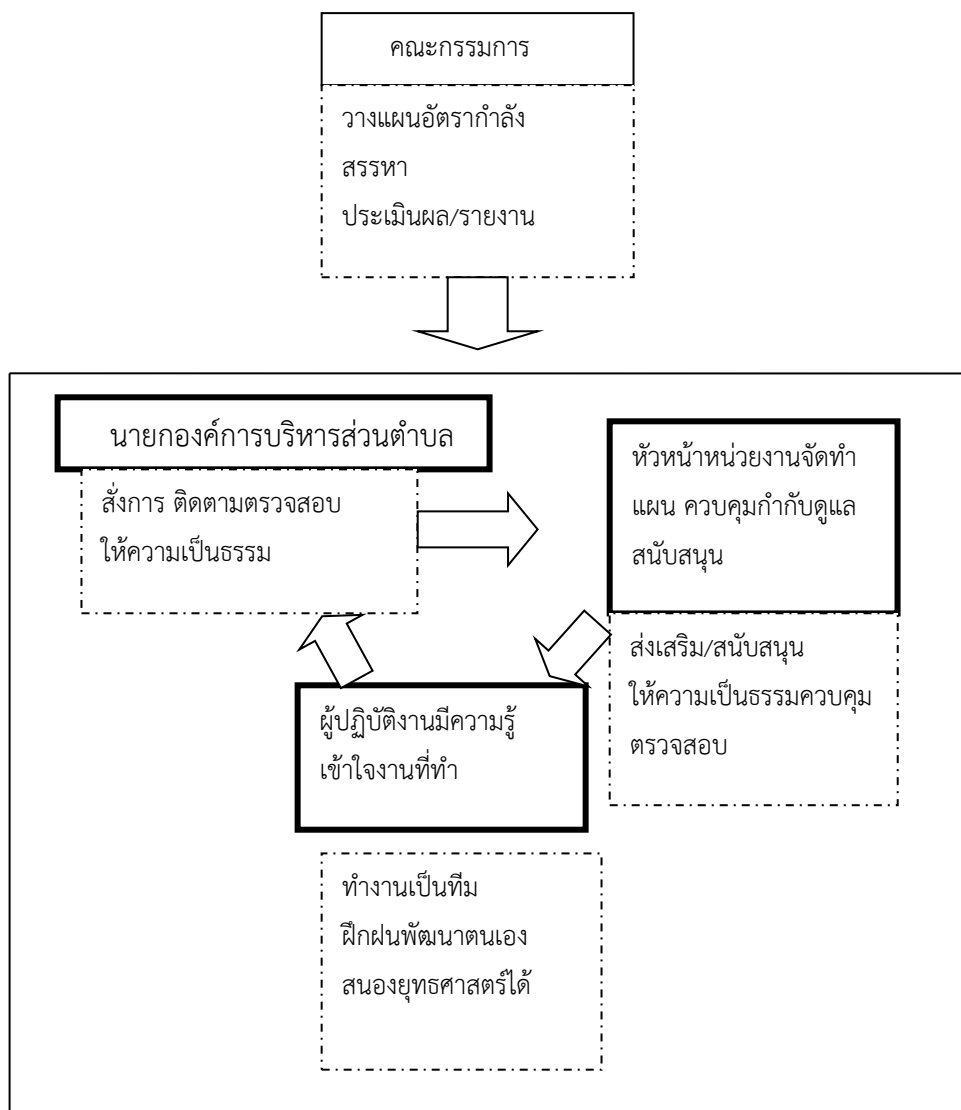 คณะกรรมการ
วางแผนอัตรากำลัง
สรรหา
ประเมินผล/รายงาน
นายกองค์การบริหารส่วนตำบล
สั่งการ ติดตามตรวจสอบ
ให้ความเป็นธรรม
หัวหน้าหน่วยงานจัดทำ
แผน ควบคุมกำกับดูแล
สนับสนุน
ส่งเสริม/สนับสนุน
ให้ความเป็นธรรมควบคุม
ตรวจสอบ
ผู้ปฏิบัติงานมีความรู้
เข้าใจงานที่ทำ
ทำงานเป็นทีม
ฝึกฝนพัฒนาตนเอง
สนองยุทธศาสตร์ได้